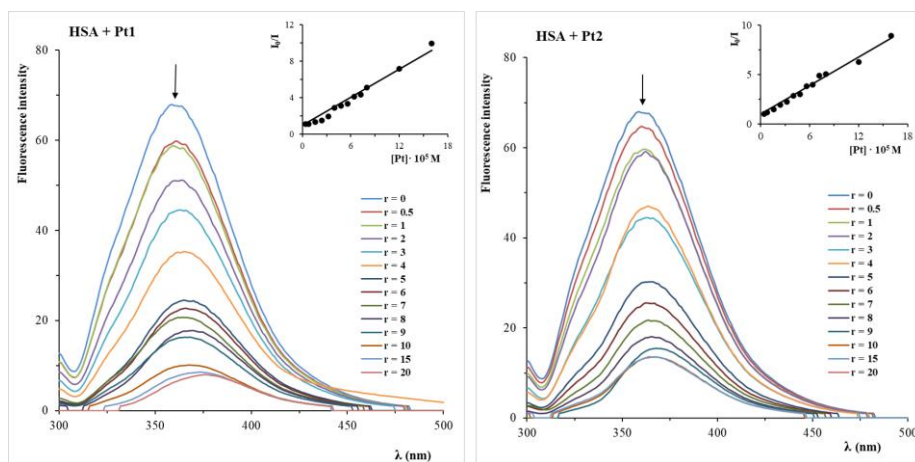 HSA + Pt1
I₀/I
12
8
4
0
0 6 12 18
[Pt] · 10⁵ M
Fluorescence intensity
80
60
40
20
0
300 350 400 450 500
λ (nm)
r = 0
r = 0.5
r = 1
r = 2
r = 3
r = 4
r = 5
r = 6
r = 7
r = 8
r = 9
r = 10
r = 15
r = 20
HSA + Pt2
I₀/I
10
5
0
0 6 12 18
[Pt] · 10⁵ M
Fluorescence intensity
80
60
40
20
0
300 350 400 450 500
λ (nm)
r = 0
r = 0.5
r = 1
r = 2
r = 3
r = 4
r = 5
r = 6
r = 7
r = 8
r = 9
r = 10
r = 15
r = 20